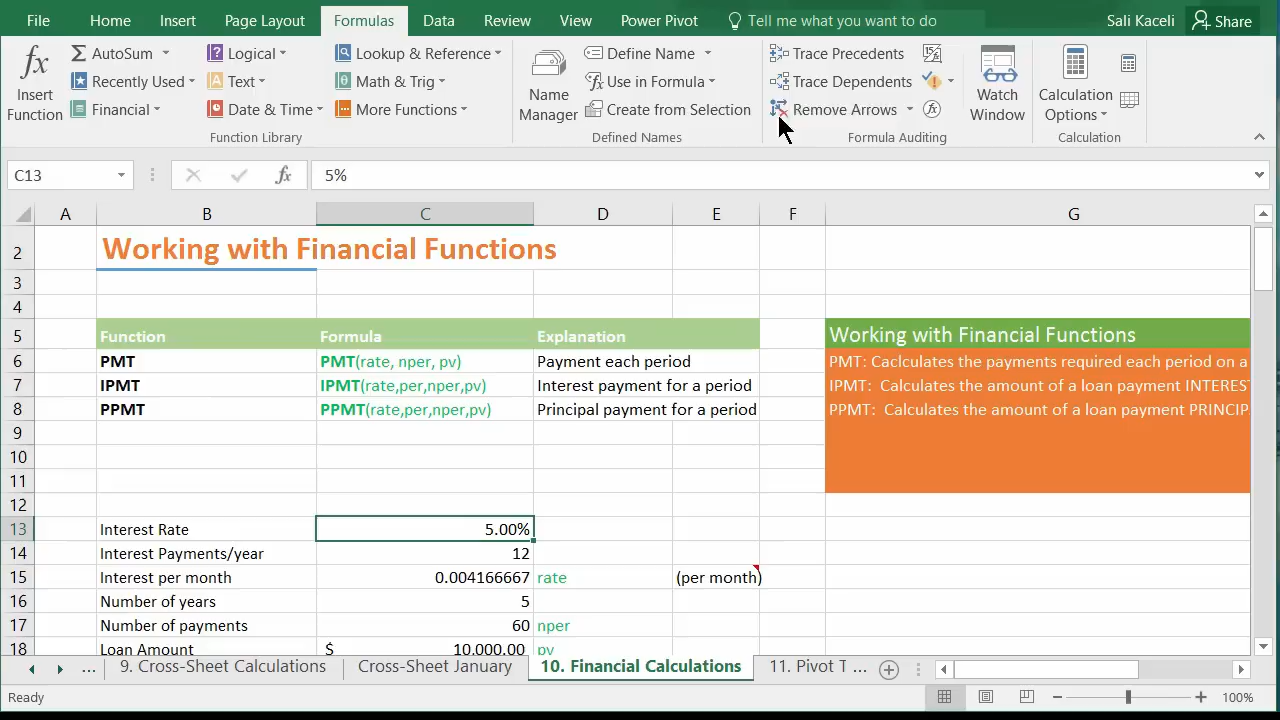 File Home Insert Page Layout Formulas Data Review View Power Pivot Tell me what you want to do Sali Kaceli Share
fx Insert Function
Σ AutoSum
Recently Used
Financial
Logical
Text
Date & Time
Lookup & Reference
Math & Trig
More Functions
Function Library
Name Manager
Define Name
Use in Formula
Create from Selection
Defined Names
Trace Precedents
Trace Dependents
Remove Arrows
Watch Window
Formula Auditing
Calculation Options
Calculation
C13 fx 5%
A B C D E F G
2 Working with Financial Functions
3
4
5 Function Formula Explanation Working with Financial Functions
6 PMT PMT(rate, nper, pv) Payment each period PMT: Caclculates the payments required each period on a
7 IPMT IPMT(rate,per,nper,pv) Interest payment for a period IPMT: Calculates the amount of a loan payment INTEREST
8 PPMT PPMT(rate,per,nper,pv) Principal payment for a period PPMT: Calculates the amount of a loan payment PRINCIP
9
10
11
12
13 Interest Rate 5.00%
14 Interest Payments/year 12
15 Interest per month 0.004166667 rate (per month)
16 Number of years 5
17 Number of payments 60 nper
18 Loan Amount $ 10,000.00 pv
... 9. Cross-Sheet Calculations Cross-Sheet January 10. Financial Calculations 11. Pivot T ...
Ready 100%